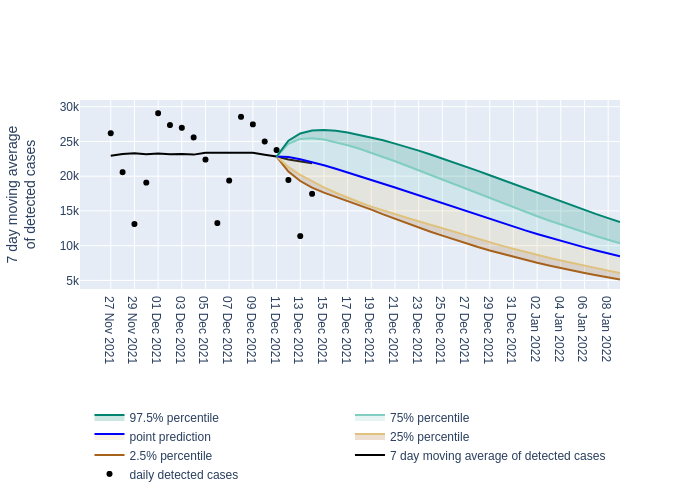 7 day moving average
of detected cases
30k
25k
20k
15k
10k
5k
27 Nov 2021
29 Nov 2021
01 Dec 2021
03 Dec 2021
05 Dec 2021
07 Dec 2021
09 Dec 2021
11 Dec 2021
13 Dec 2021
15 Dec 2021
17 Dec 2021
19 Dec 2021
21 Dec 2021
23 Dec 2021
25 Dec 2021
27 Dec 2021
29 Dec 2021
31 Dec 2021
02 Jan 2022
04 Jan 2022
06 Jan 2022
08 Jan 2022
97.5% percentile
75% percentile
point prediction
25% percentile
2.5% percentile
7 day moving average of detected cases
daily detected cases